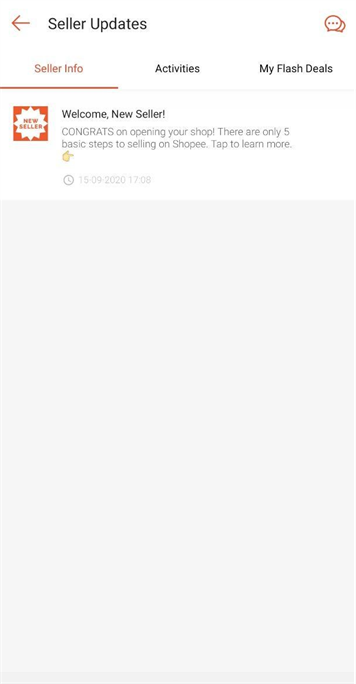 Seller Updates
Seller Info
Activities
My Flash Deals
NEW
SELLER
Welcome, New Seller!
CONGRATS on opening your shop! There are only 5
basic steps to selling on Shopee. Tap to learn more.
👉
15-09-2020 17:08